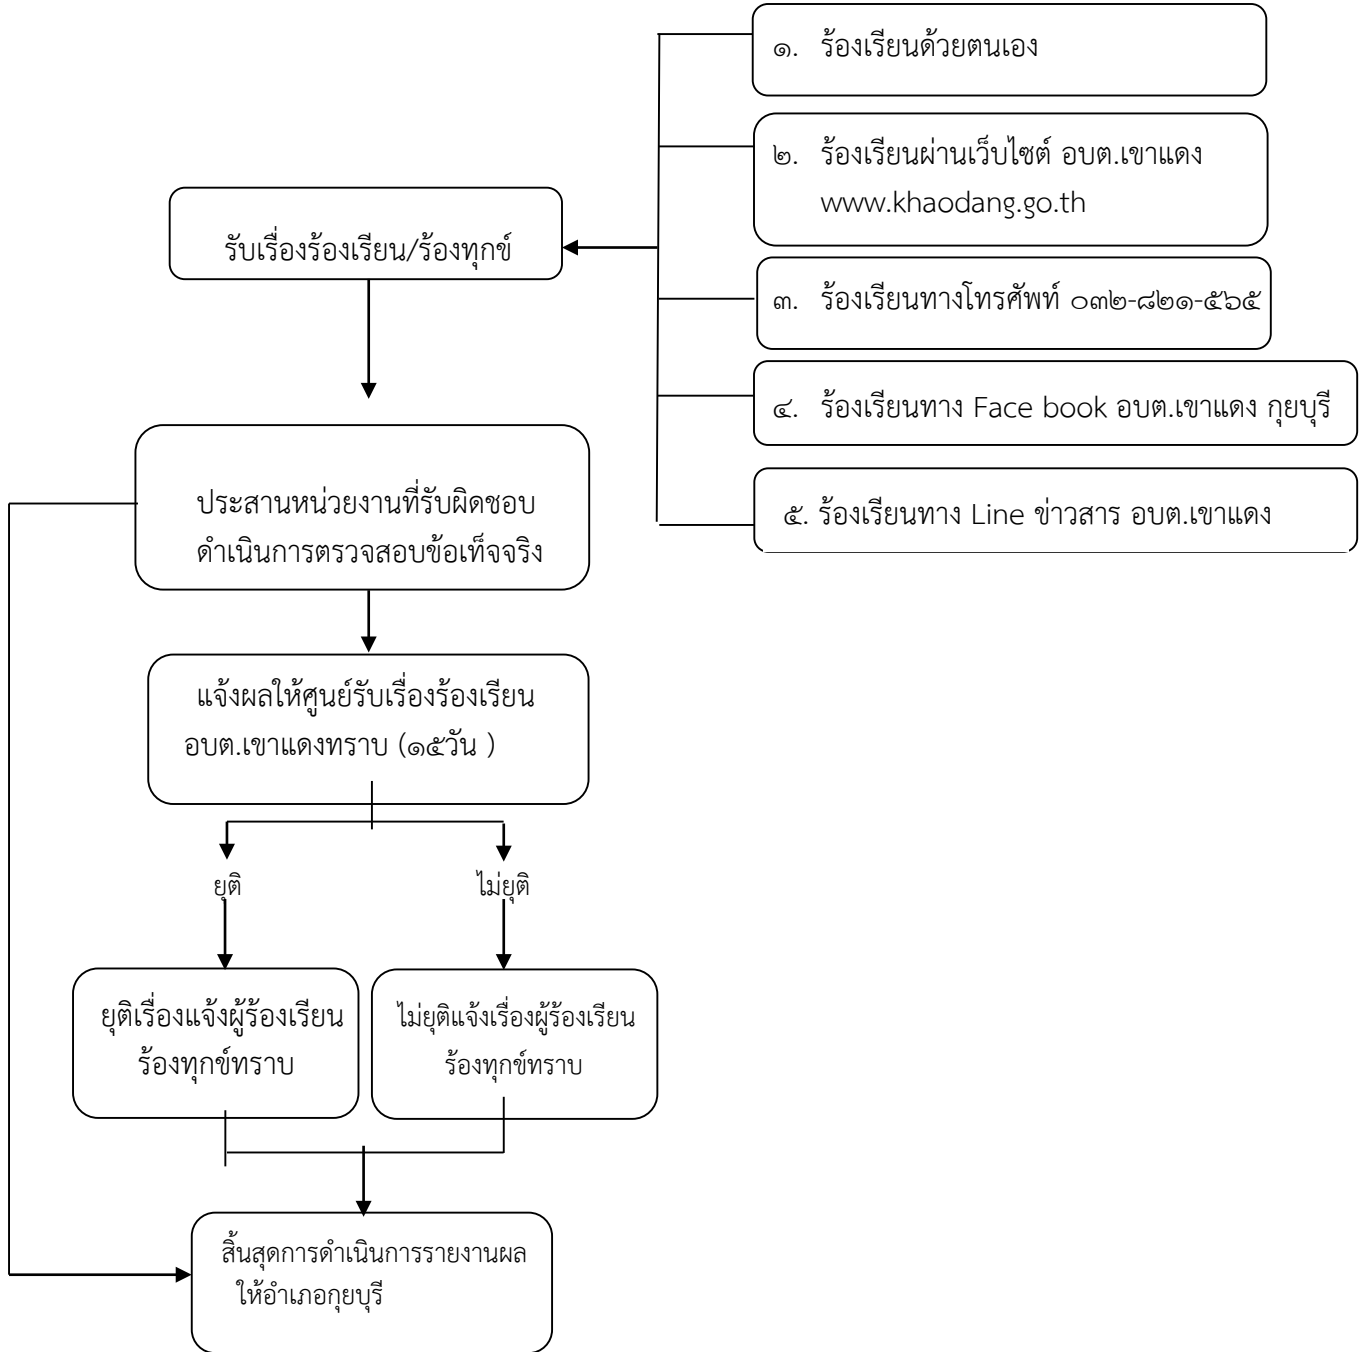 ๑. ร้องเรียนด้วยตนเอง
๒. ร้องเรียนผ่านเว็บไซต์ อบต.เขาแดง
www.khaodang.go.th
รับเรื่องร้องเรียน/ร้องทุกข์
๓. ร้องเรียนทางโทรศัพท์ ๐๓๒-๘๒๑-๕๖๕
๔. ร้องเรียนทาง Face book อบต.เขาแดง กุยบุรี
๕. ร้องเรียนทาง Line ข่าวสาร อบต.เขาแดง
ประสานหน่วยงานที่รับผิดชอบ
ดำเนินการตรวจสอบข้อเท็จจริง
แจ้งผลให้ศูนย์รับเรื่องร้องเรียน
อบต.เขาแดงทราบ (๑๕วัน )
ยุติ
ไม่ยุติ
ยุติเรื่องแจ้งผู้ร้องเรียน
ร้องทุกข์ทราบ
ไม่ยุติแจ้งเรื่องผู้ร้องเรียน
ร้องทุกข์ทราบ
สิ้นสุดการดำเนินการรายงานผล
ให้อำเภอกุยบุรี